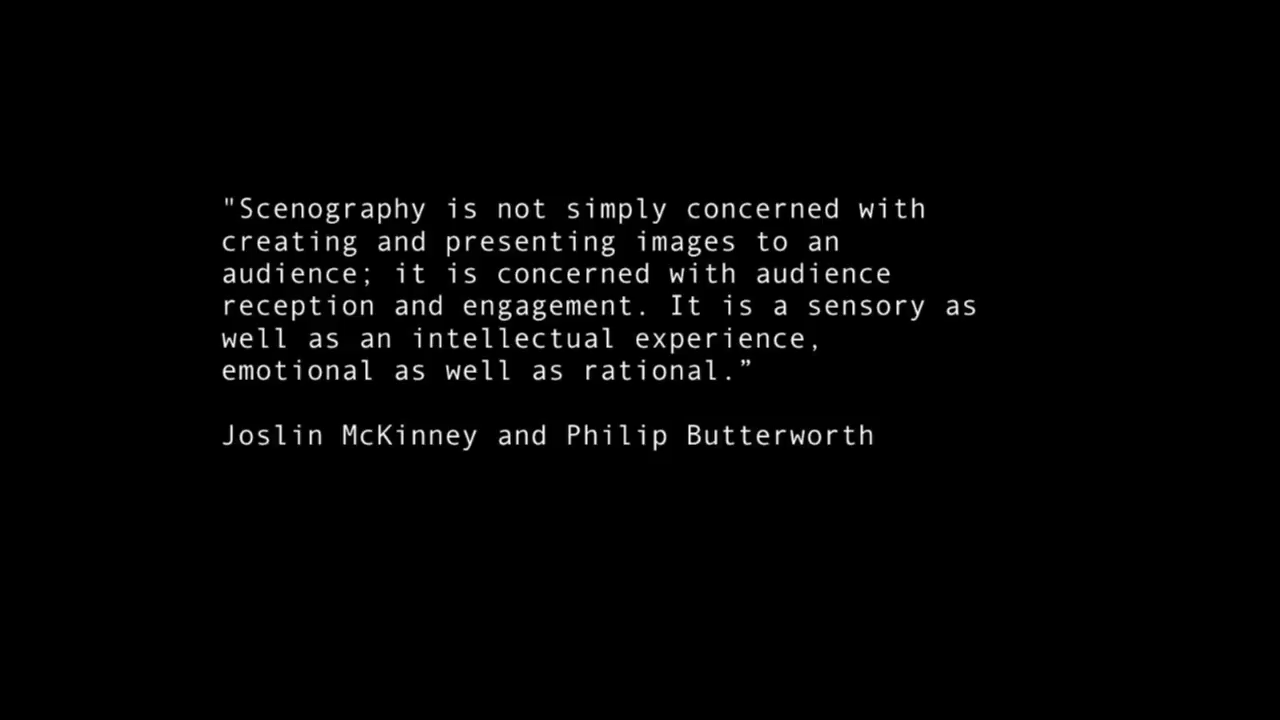 "Scenography is not simply concerned with
creating and presenting images to an
audience; it is concerned with audience
reception and engagement. It is a sensory as
well as an intellectual experience,
emotional as well as rational.”
Joslin McKinney and Philip Butterworth